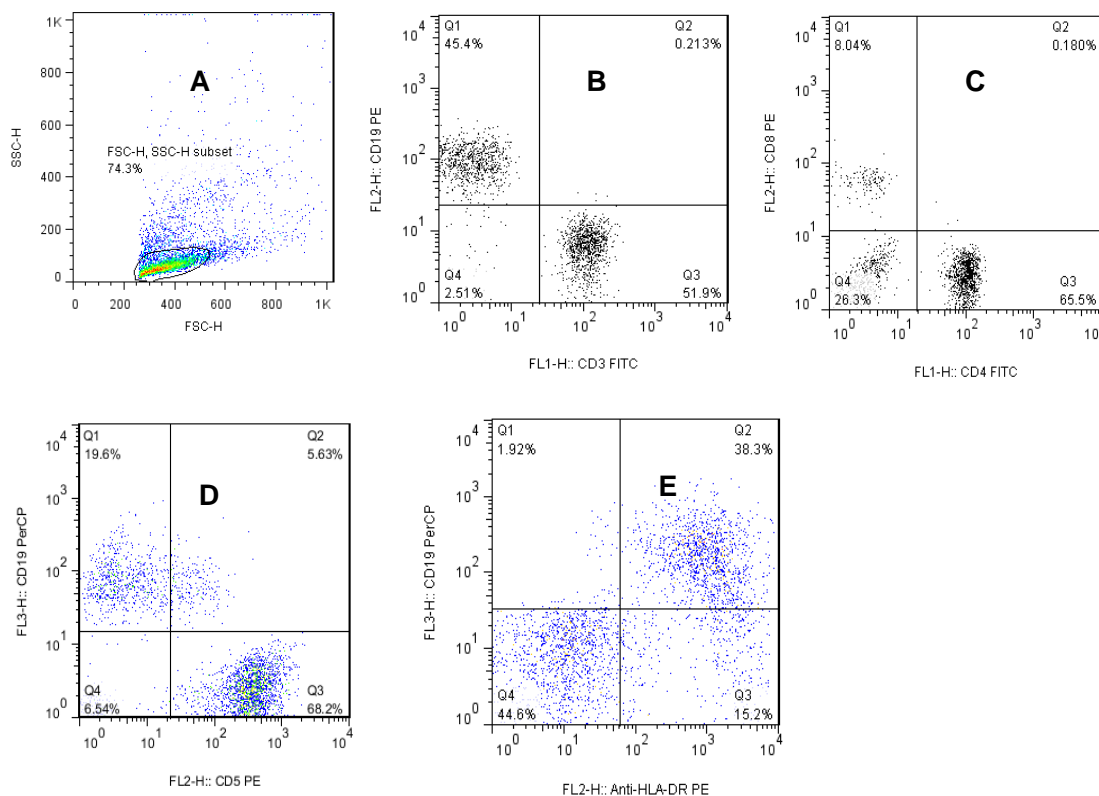 A
SSC-H
1K
800
600
400
200
0
FSC-H, SSC-H subset
74.3%
0
200
400
600
800
1K
FSC-H
B
FL2-H:: CD19 PE
10^4
10^3
10^2
10^1
10^0
Q1
45.4%
Q2
0.213%
Q4
2.51%
Q3
51.9%
10^0
10^1
10^2
10^3
10^4
FL1-H:: CD3 FITC
C
FL2-H:: CD8 PE
10^4
10^3
10^2
10^1
10^0
Q1
8.04%
Q2
0.180%
Q4
26.3%
Q3
65.5%
10^0
10^1
10^2
10^3
10^4
FL1-H:: CD4 FITC
D
FL3-H:: CD19 PerCP
10^4
10^3
10^2
10^1
10^0
Q1
19.6%
Q2
5.63%
Q4
6.54%
Q3
68.2%
10^0
10^1
10^2
10^3
10^4
FL2-H:: CD5 PE
E
FL3-H:: CD19 PerCP
10^4
10^3
10^2
10^1
10^0
Q1
1.92%
Q2
38.3%
Q4
44.6%
Q3
15.2%
10^0
10^1
10^2
10^3
10^4
FL2-H:: Anti-HLA-DR PE